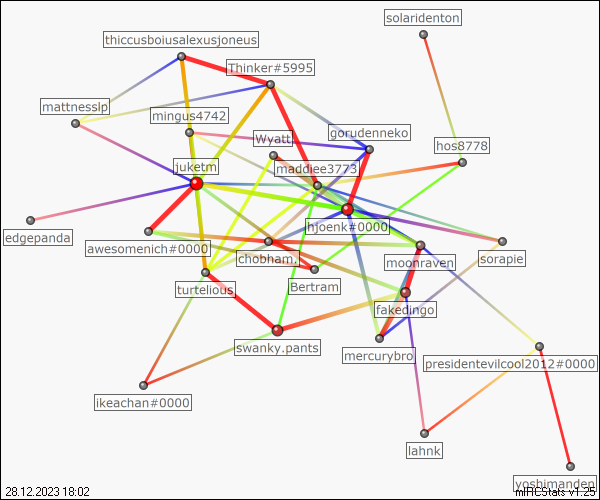 solaridenton
thiccusboiusalexusjoneus
Thinker#5995
mattnesslp
mingus4742
gorudenneko
Wyatt
hos8778
maddiee3773
juketm
hjoenk#0000
edgepanda
awesomenich#0000
chobham.
moonraven
sorapie
turtelious
Bertram
fakedingo
swanky.pants
mercurybro
presidentevilcool2012#0000
ikeachan#0000
lahnk
yoshimanden
28.12.2023 18:02
mIRCStats v1.25